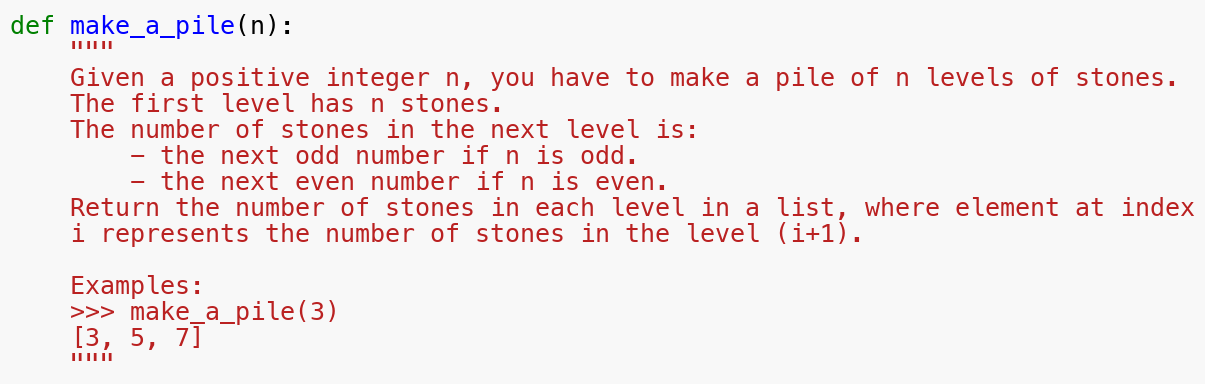 def make_a_pile(n):
    """
    Given a positive integer n, you have to make a pile of n levels of stones.
    The first level has n stones.
    The number of stones in the next level is:
        - the next odd number if n is odd.
        - the next even number if n is even.
    Return the number of stones in each level in a list, where element at index
    i represents the number of stones in the level (i+1).

    Examples:
    >>> make_a_pile(3)
    [3, 5, 7]
    """